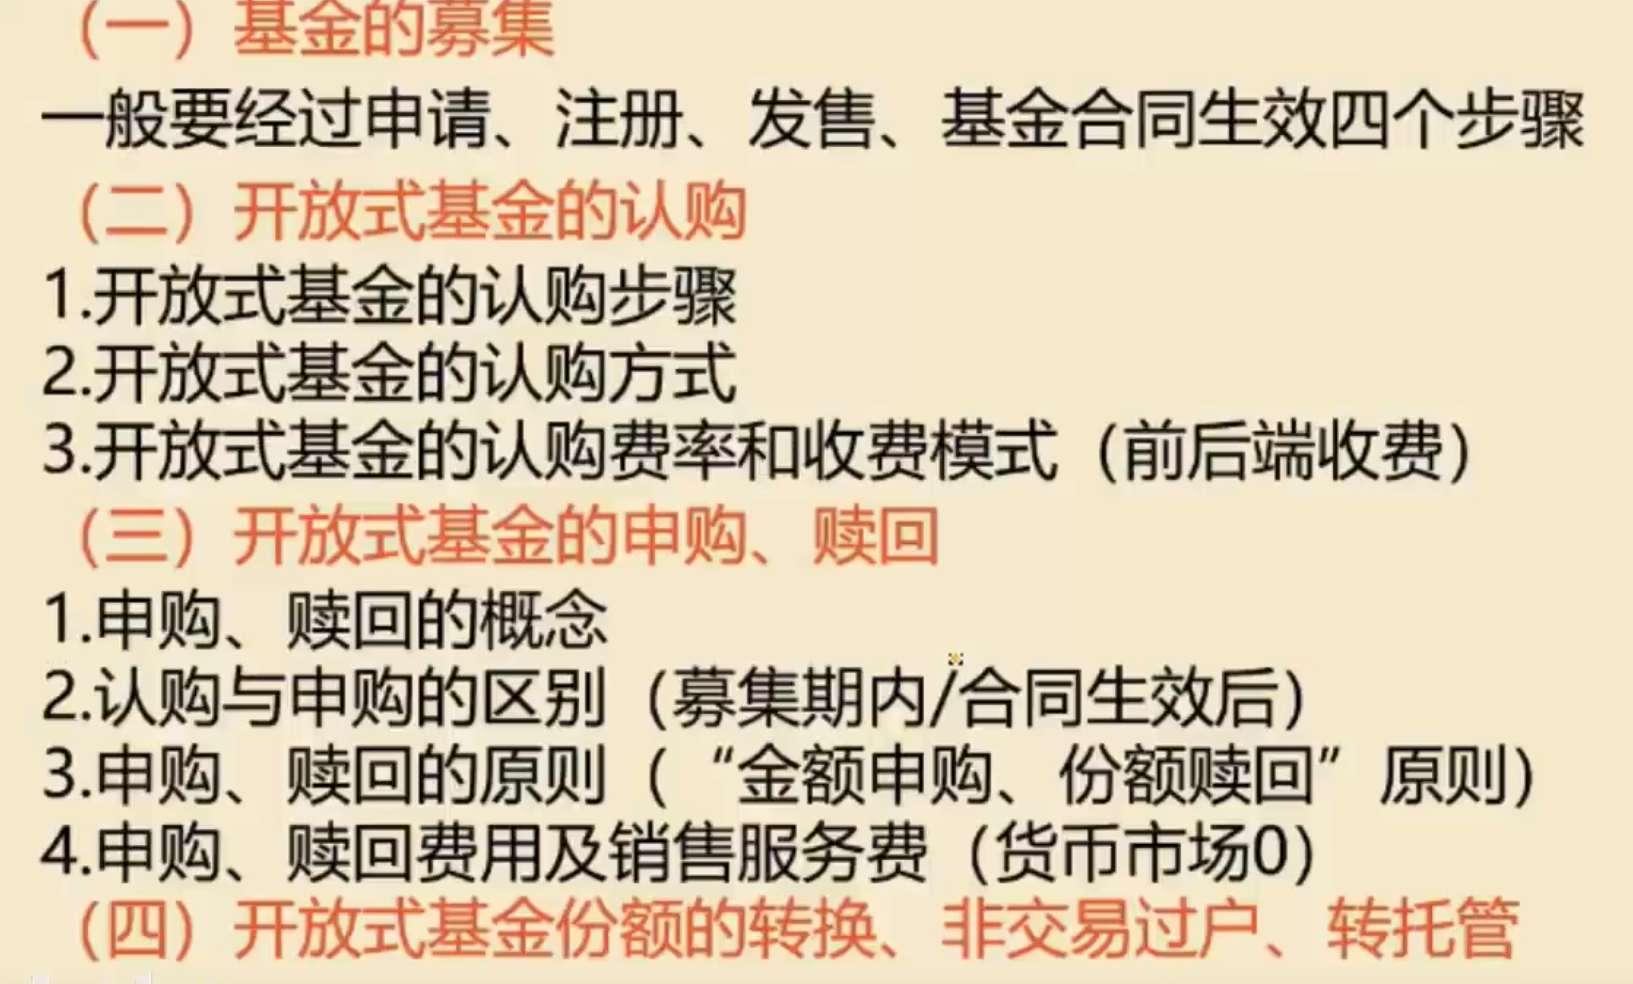 （一）基金的募集
一般要经过申请、注册、发售、基金合同生效四个步骤
（二）开放式基金的认购
1.开放式基金的认购步骤
2.开放式基金的认购方式
3.开放式基金的认购费率和收费模式（前后端收费）
（三）开放式基金的申购、赎回
1.申购、赎回的概念
2.认购与申购的区别（募集期内/合同生效后）
3.申购、赎回的原则（“金额申购、份额赎回”原则）
4.申购、赎回费用及销售服务费（货币市场0）
（四）开放式基金份额的转换、非交易过户、转托管